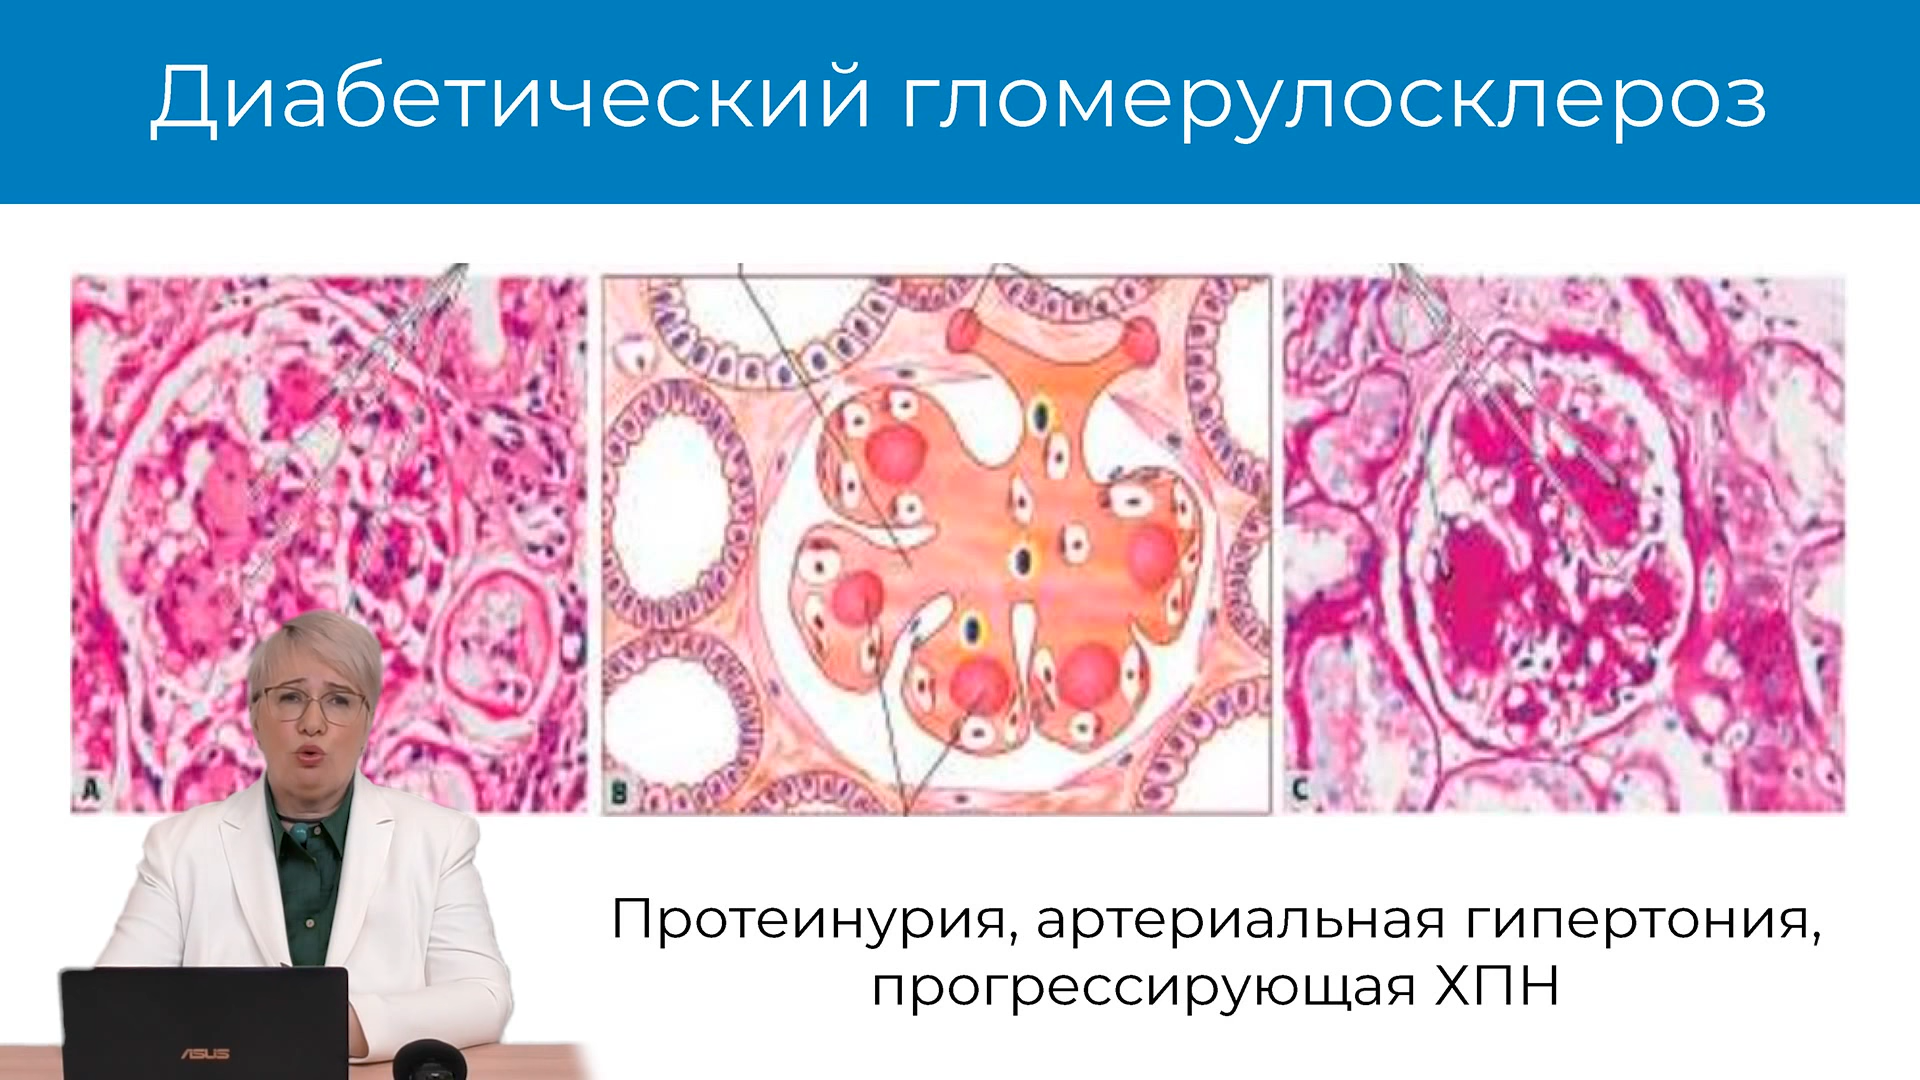 Диабетический гломерулосклероз
A
B
C
Протеинурия, артериальная гипертония,
прогрессирующая ХПН
ASUS